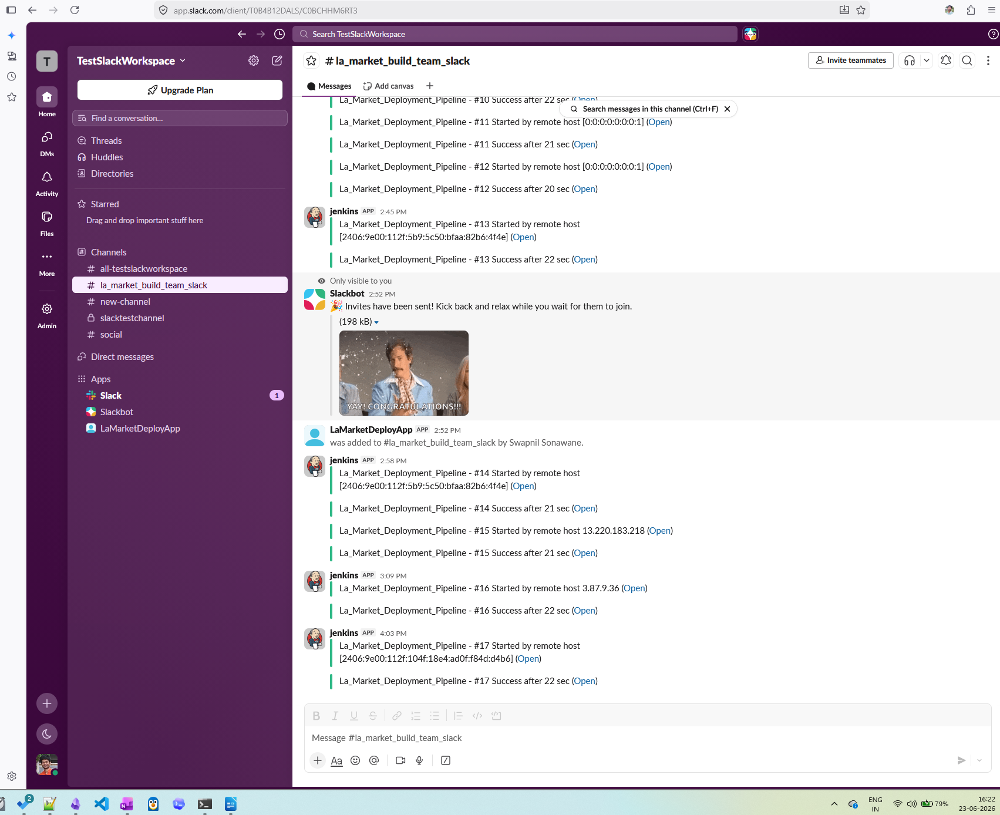 app.slack.com/client/T0B4B12DALS/C0BCHHM6RT3
Search TestSlackWorkspace
T
Home
DMs
Activity
Files
More
Admin
TestSlackWorkspace
Upgrade Plan
Find a conversation...
Threads
Huddles
Directories
Starred
Drag and drop important stuff here
Channels
# all-testslackworkspace
# la_market_build_team_slack
# new-channel
slacktestchannel
# social
Direct messages
Apps
Slack 1
Slackbot
LaMarketDeployApp
# la_market_build_team_slack
Invite teammates
Messages
Add canvas
La_Market_Deployment_Pipeline - #10 Success after 22 sec (Open)
Search messages in this channel (Ctrl+F)
La_Market_Deployment_Pipeline - #11 Started by remote host [0:0:0:0:0:0:0:1] (Open)
La_Market_Deployment_Pipeline - #11 Success after 21 sec (Open)
La_Market_Deployment_Pipeline - #12 Started by remote host [0:0:0:0:0:0:0:1] (Open)
La_Market_Deployment_Pipeline - #12 Success after 20 sec (Open)
jenkins APP 2:45 PM
La_Market_Deployment_Pipeline - #13 Started by remote host
[2406:9e00:112f:5b9:5c50:bfaa:82b6:4f4e] (Open)
La_Market_Deployment_Pipeline - #13 Success after 22 sec (Open)
Only visible to you
Slackbot 2:52 PM
🎉 Invites have been sent! Kick back and relax while you wait for them to join.
(198 kB)
YAY! CONGRATULATIONS!!!
LaMarketDeployApp APP 2:52 PM
was added to #la_market_build_team_slack by Swapnil Sonawane.
jenkins APP 2:58 PM
La_Market_Deployment_Pipeline - #14 Started by remote host
[2406:9e00:112f:5b9:5c50:bfaa:82b6:4f4e] (Open)
La_Market_Deployment_Pipeline - #14 Success after 21 sec (Open)
La_Market_Deployment_Pipeline - #15 Started by remote host 13.220.183.218 (Open)
La_Market_Deployment_Pipeline - #15 Success after 21 sec (Open)
jenkins APP 3:09 PM
La_Market_Deployment_Pipeline - #16 Started by remote host 3.87.9.36 (Open)
La_Market_Deployment_Pipeline - #16 Success after 22 sec (Open)
jenkins APP 4:03 PM
La_Market_Deployment_Pipeline - #17 Started by remote host
[2406:9e00:112f:104f:18e4:ad0f:f84d:d4b6] (Open)
La_Market_Deployment_Pipeline - #17 Success after 22 sec (Open)
B I U S
Message #la_market_build_team_slack
Aa @
2
ENG
IN
79%
16:22
23-06-2026